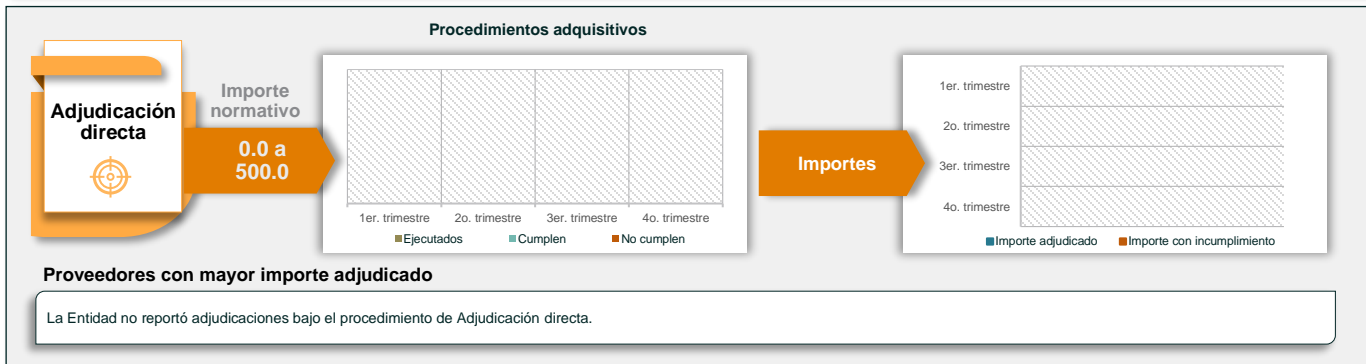 Procedimientos adquisitivos
Adjudicación
directa
Importe
normativo
0.0 a
500.0
1er. trimestre
2o. trimestre
3er. trimestre
4o. trimestre
Ejecutados
Cumplen
No cumplen
Importes
1er. trimestre
2o. trimestre
3er. trimestre
4o. trimestre
Importe adjudicado
Importe con incumplimiento
Proveedores con mayor importe adjudicado
La Entidad no reportó adjudicaciones bajo el procedimiento de Adjudicación directa.